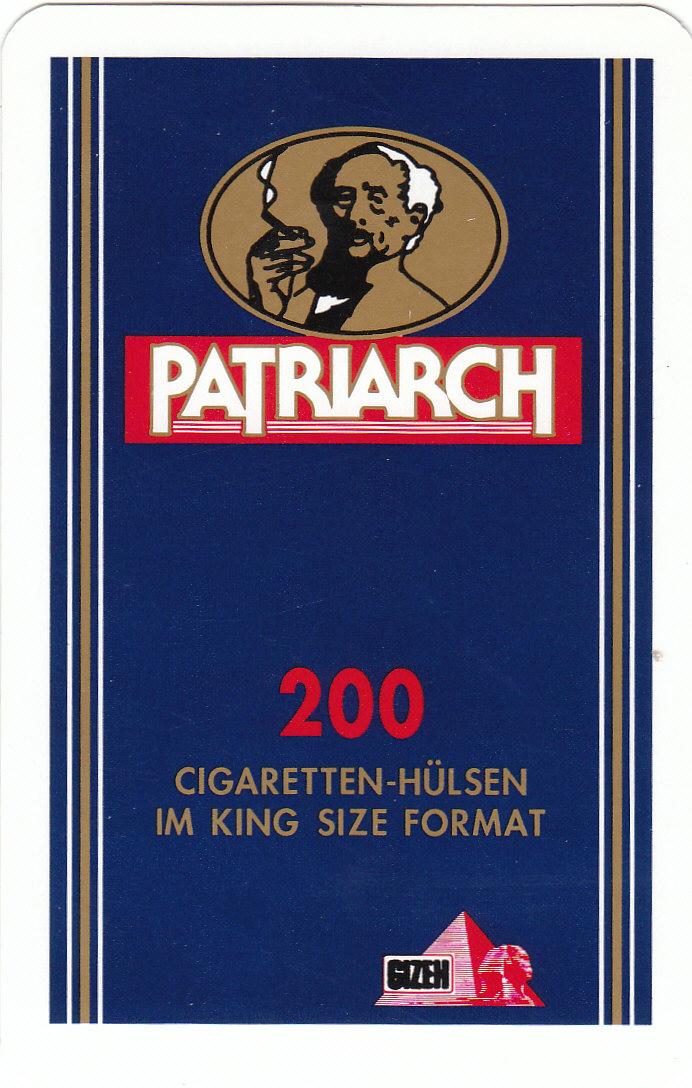 PATRIARCH
200
CIGARETTEN-HÜLSEN
IM KING SIZE FORMAT
GIZEH